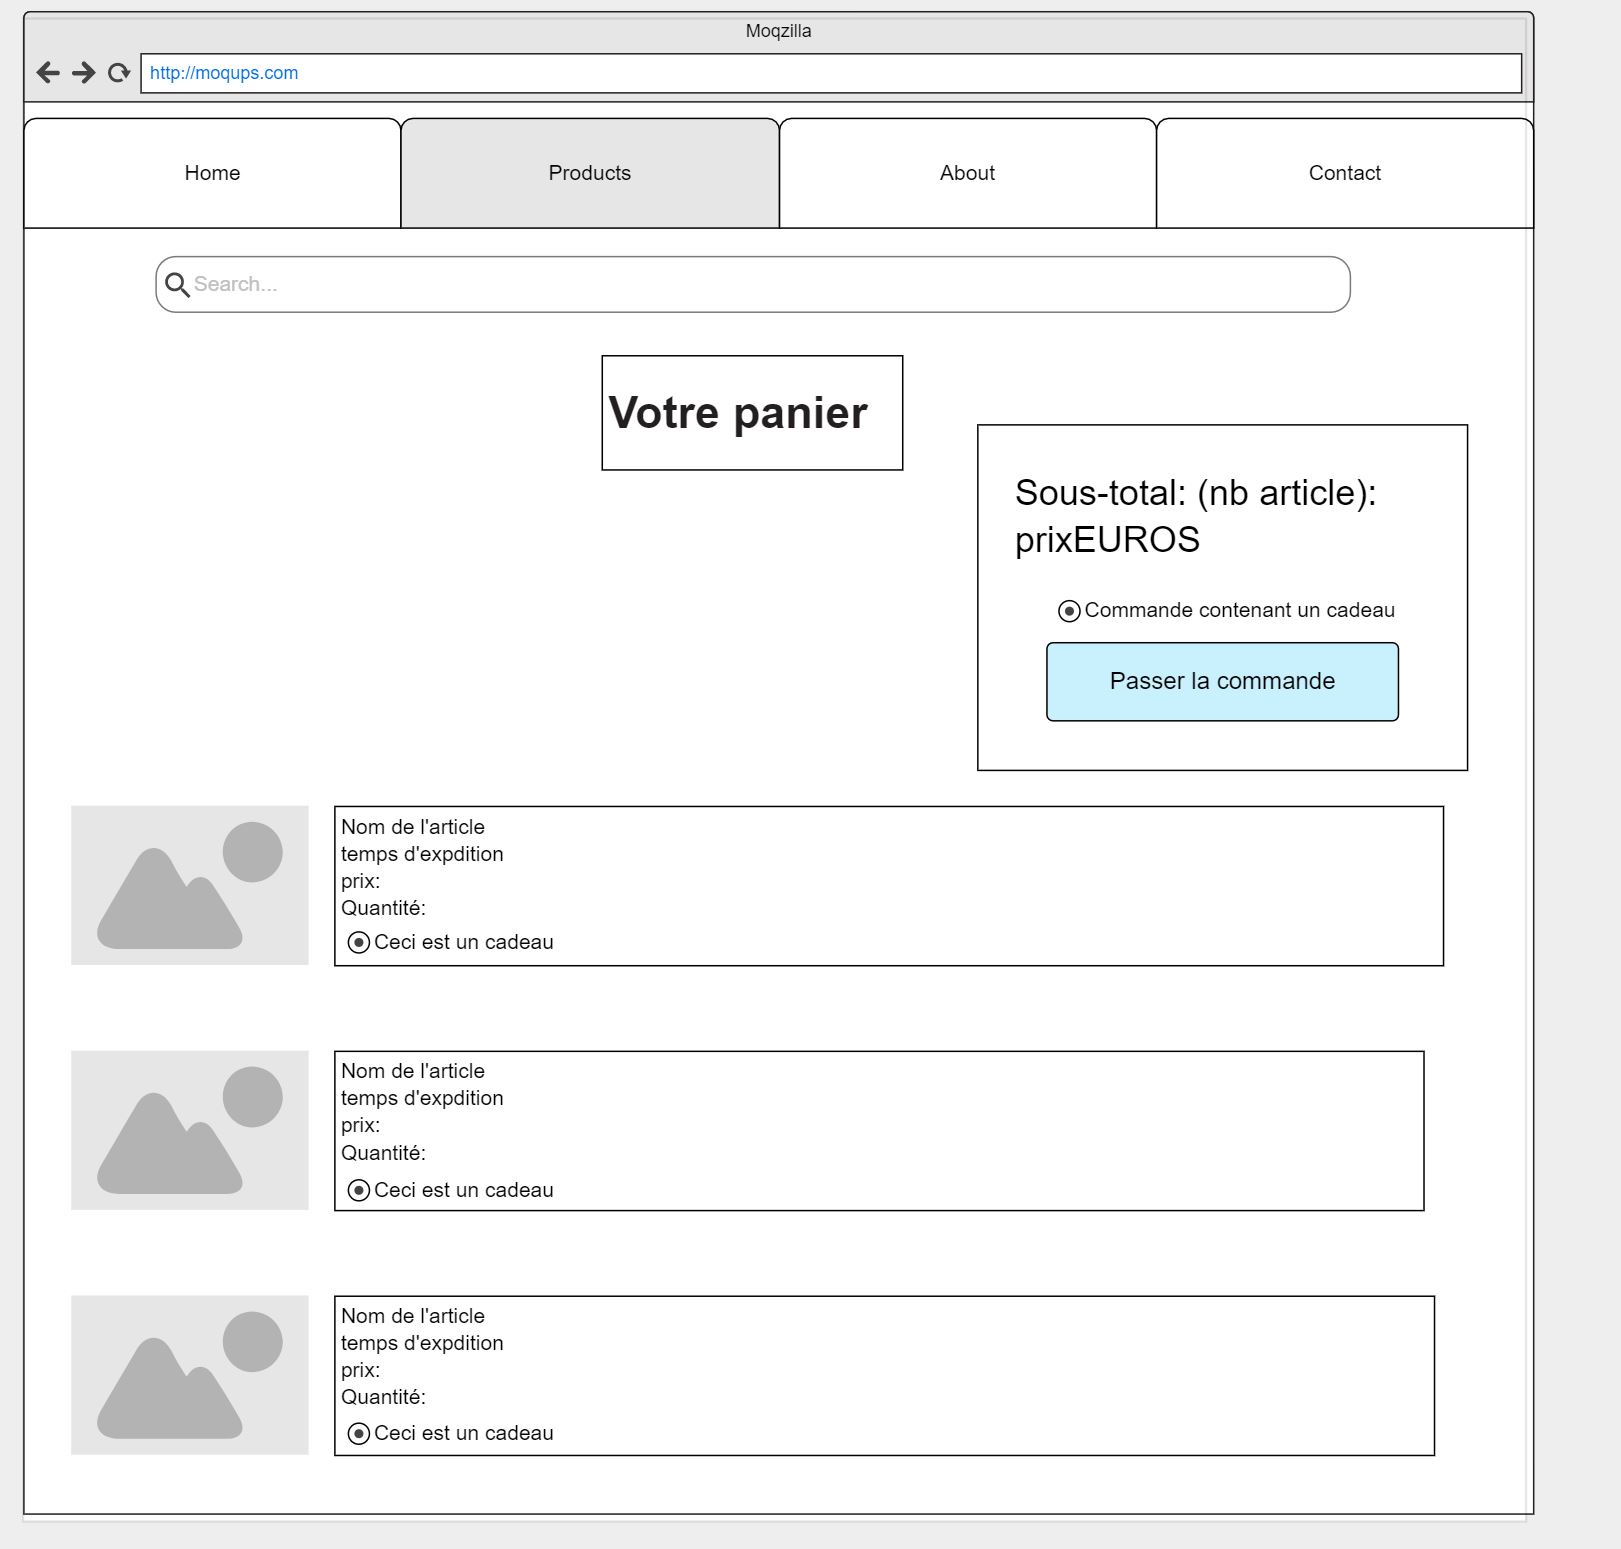 Moqzilla
http://moqups.com
Home
Products
About
Contact
Search...
Votre panier
Sous-total: (nb article):
prixEUROS
Commande contenant un cadeau
Passer la commande
Nom de l'article
temps d'expdition
prix:
Quantité:
Ceci est un cadeau
Nom de l'article
temps d'expdition
prix:
Quantité:
Ceci est un cadeau
Nom de l'article
temps d'expdition
prix:
Quantité:
Ceci est un cadeau